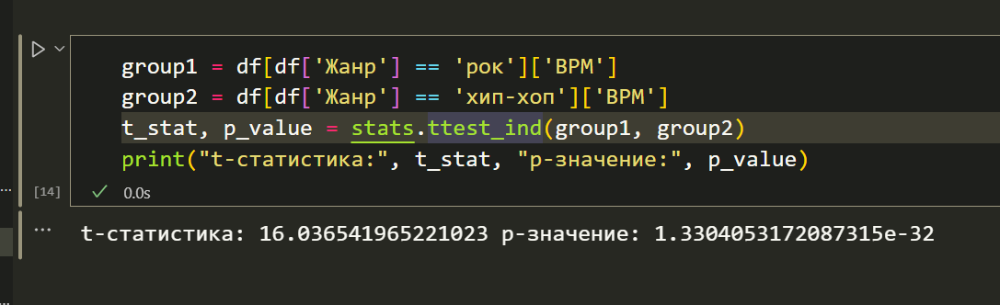 group1 = df[df['Жанр'] == 'рок']['BPM']
group2 = df[df['Жанр'] == 'хип-хоп']['BPM']
t_stat, p_value = stats.ttest_ind(group1, group2)
print("t-статистика:", t_stat, "p-значение:", p_value)
[14]
0.0s
t-статистика: 16.036541965221023 p-значение: 1.3304053172087315e-32